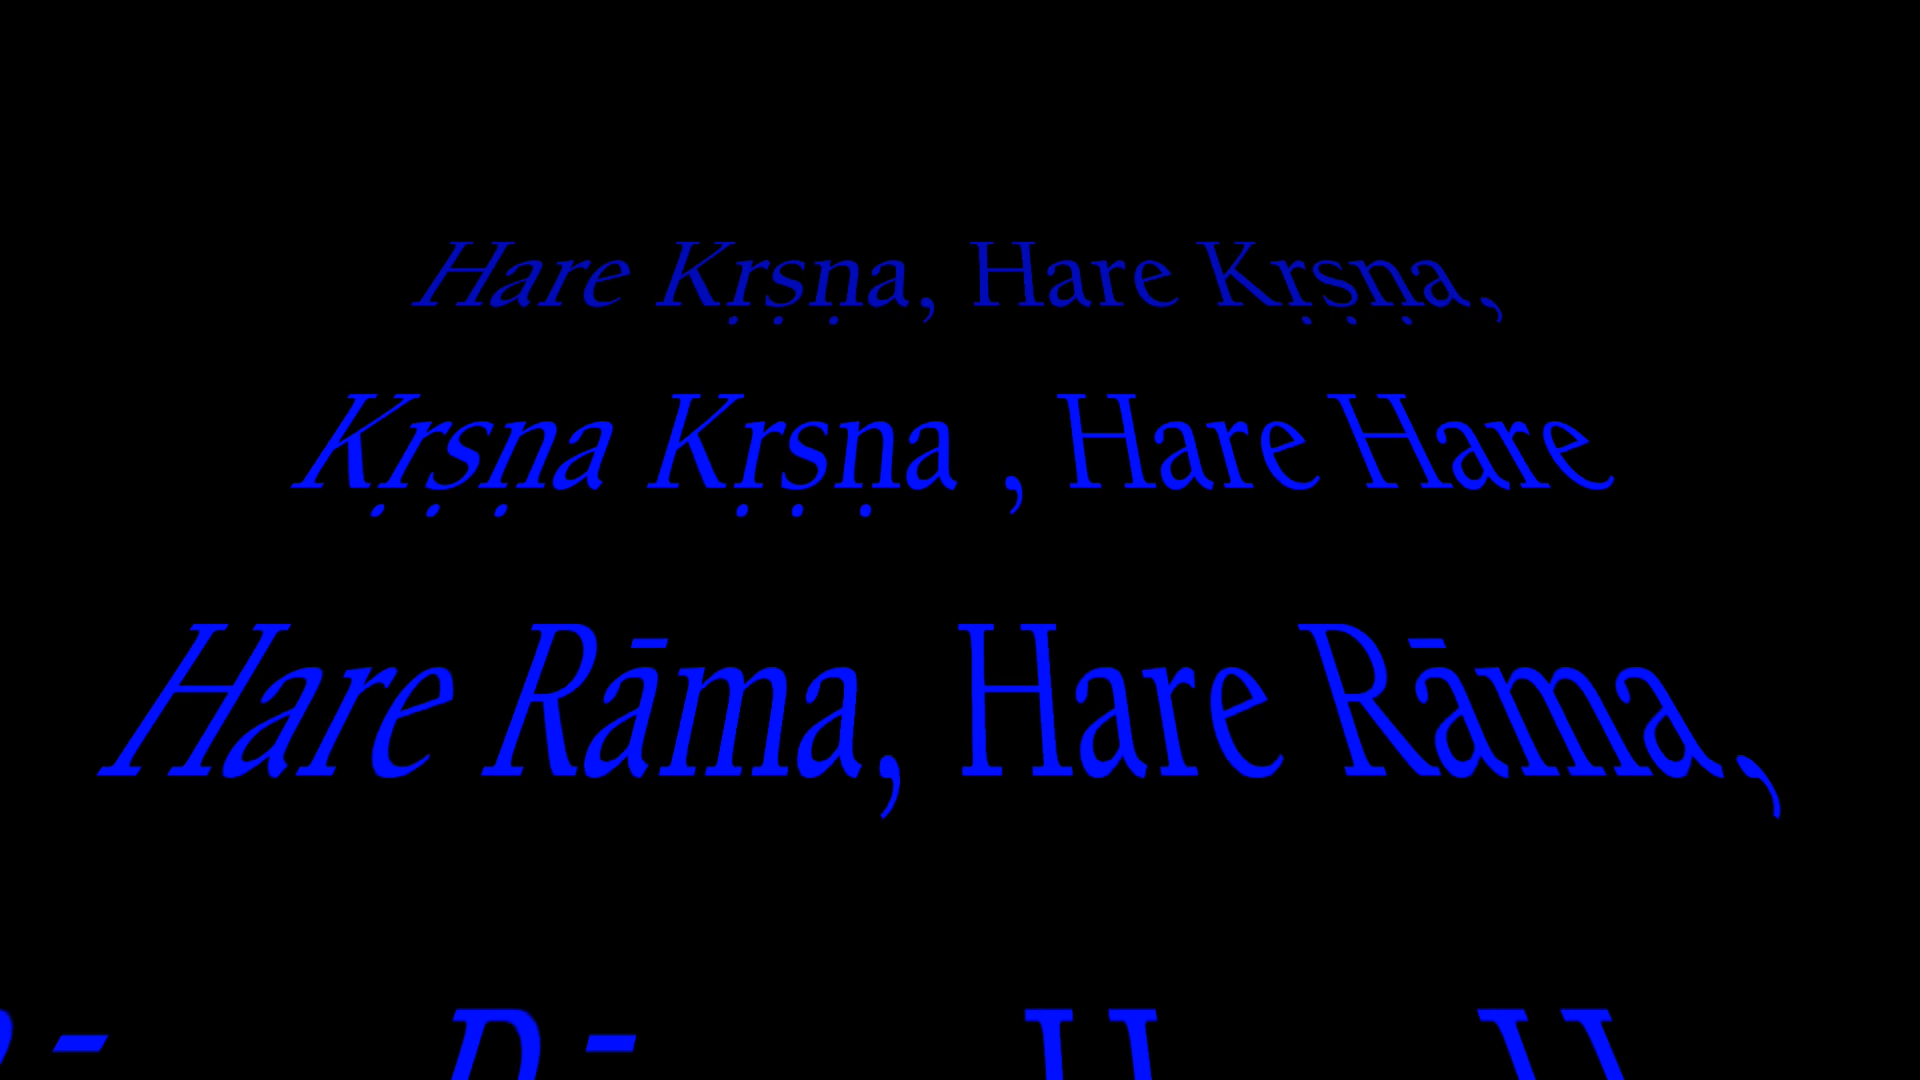 Hare Kṛṣṇa, Hare Kṛṣṇa,
Kṛṣṇa Kṛṣṇa , Hare Hare
Hare Rāma, Hare Rāma,